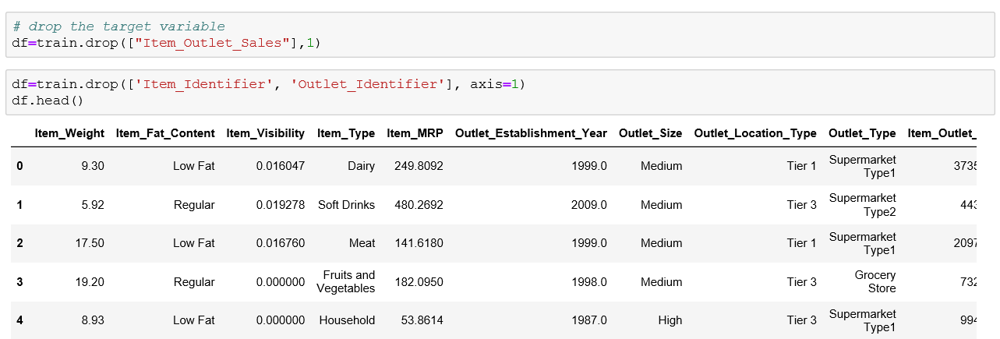 # drop the target variable
df=train.drop(["Item_Outlet_Sales"],1)
df=train.drop(['Item_Identifier', 'Outlet_Identifier'], axis=1)
df.head()
Item_Weight Item_Fat_Content Item_Visibility Item_Type Item_MRP Outlet_Establishment_Year Outlet_Size Outlet_Location_Type Outlet_Type Item_Outlet_
0 9.30 Low Fat 0.016047 Dairy 249.8092 1999.0 Medium Tier 1 Supermarket Type1 3735
1 5.92 Regular 0.019278 Soft Drinks 480.2692 2009.0 Medium Tier 3 Supermarket Type2 443
2 17.50 Low Fat 0.016760 Meat 141.6180 1999.0 Medium Tier 1 Supermarket Type1 2097
3 19.20 Regular 0.000000 Fruits and Vegetables 182.0950 1998.0 Medium Tier 3 Grocery Store 732
4 8.93 Low Fat 0.000000 Household 53.8614 1987.0 High Tier 3 Supermarket Type1 994